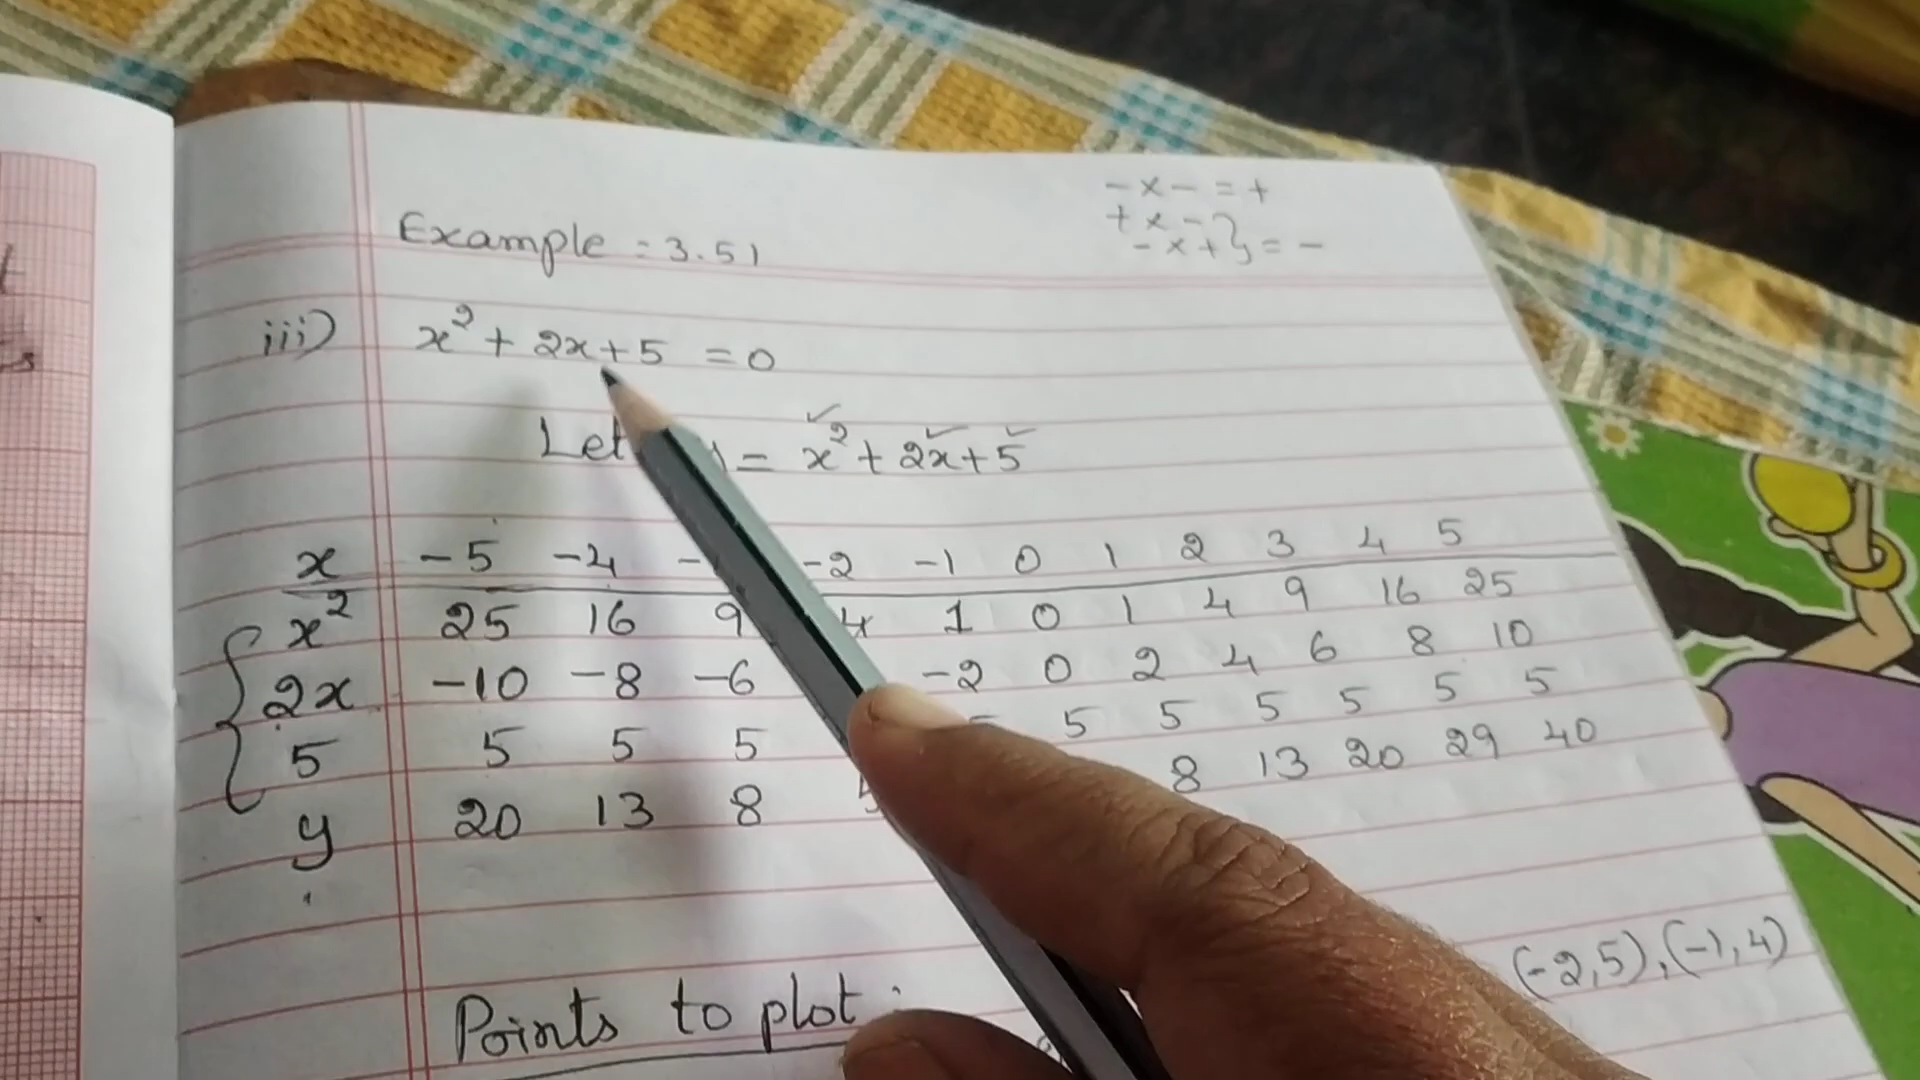 - x - = +
+ x - }
- x + } = -
Example : 3.51
iii) x² + 2x + 5 = 0
Let = x² + 2x + 5
x -5 -4 -2 -1 0 1 2 3 4 5
x² 25 16 9 4 1 0 1 4 9 16 25
2x -10 -8 -6 -2 0 2 4 6 8 10
5 5 5 5 5 5 5 5 5 5
y 20 13 8 8 13 20 29 40
(-2,5), (-1,4)
Points to plot :